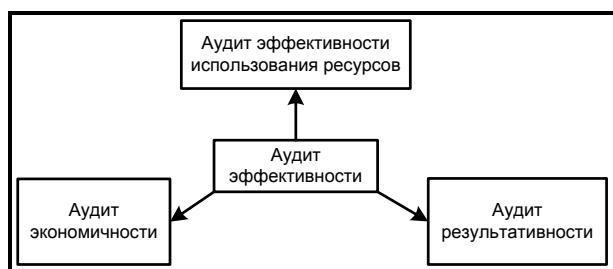 Аудит эффективности
использования ресурсов
Аудит
эффективности
Аудит
экономичности
Аудит
результативности